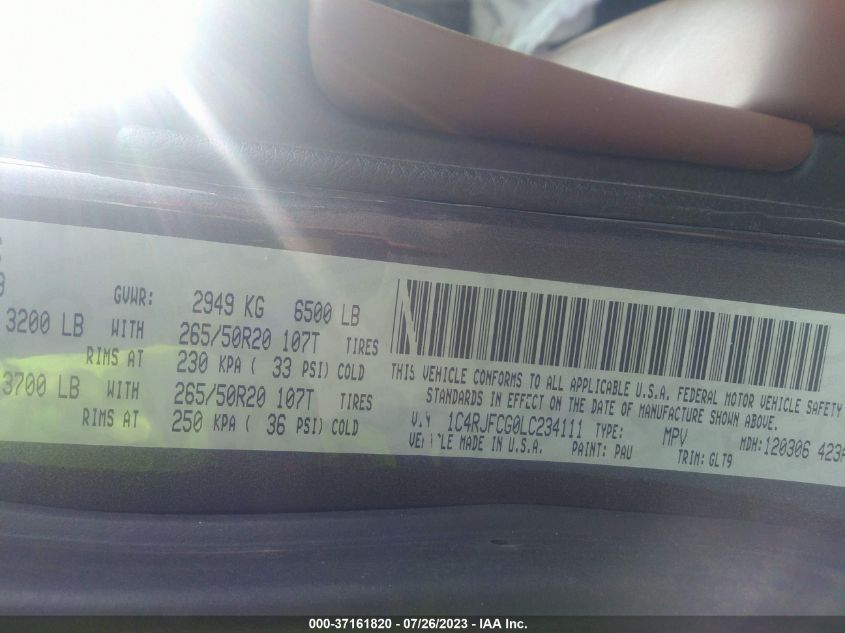 GVWR: 2949 KG 6500 LB
3200 LB WITH 265/50R20 107T TIRES
RIMS AT 230 KPA ( 33 PSI) COLD
3700 LB WITH 265/50R20 107T TIRES
RIMS AT 250 KPA ( 36 PSI) COLD
THIS VEHICLE CONFORMS TO ALL APPLICABLE U.S.A. FEDERAL MOTOR VEHICLE SAFETY
STANDARDS IN EFFECT ON THE DATE OF MANUFACTURE SHOWN ABOVE.
1C4RJFCG0LC234111 TYPE: MPV MDH:120306 423
MADE IN U.S.A. PAINT: PAU TRIM: GLT9
000-37161820 - 07/26/2023 - IAA Inc.